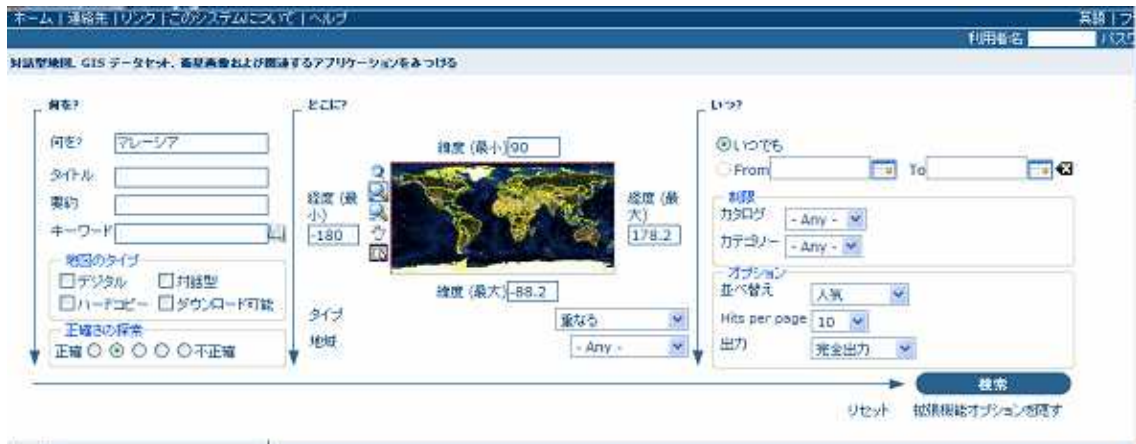 ホーム | 連絡先 | リンク | このシステムについて | ヘルプ
英語 | フ
利用者名 パスワ
対話型地図、GIS データセット、衛星画像および関連するアプリケーションをみつける
何を?
何を? マレーシア
タイトル
要約
キーワード
地図のタイプ
デジタル 対話型
ハードコピー ダウンロード可能
正確さの探索
正確 不正確
どこに?
緯度 (最小) 90
経度 (最小) -180
経度 (最大) 178.2
緯度 (最大) -88.2
タイプ 重なる
地域 - Any -
いつ?
いつでも
From To
制限
カタログ - Any -
カテゴリー - Any -
オプション
並べ替え 人気
Hits per page 10
出力 完全出力
検索
リセット 拡張機能オプションを隠す